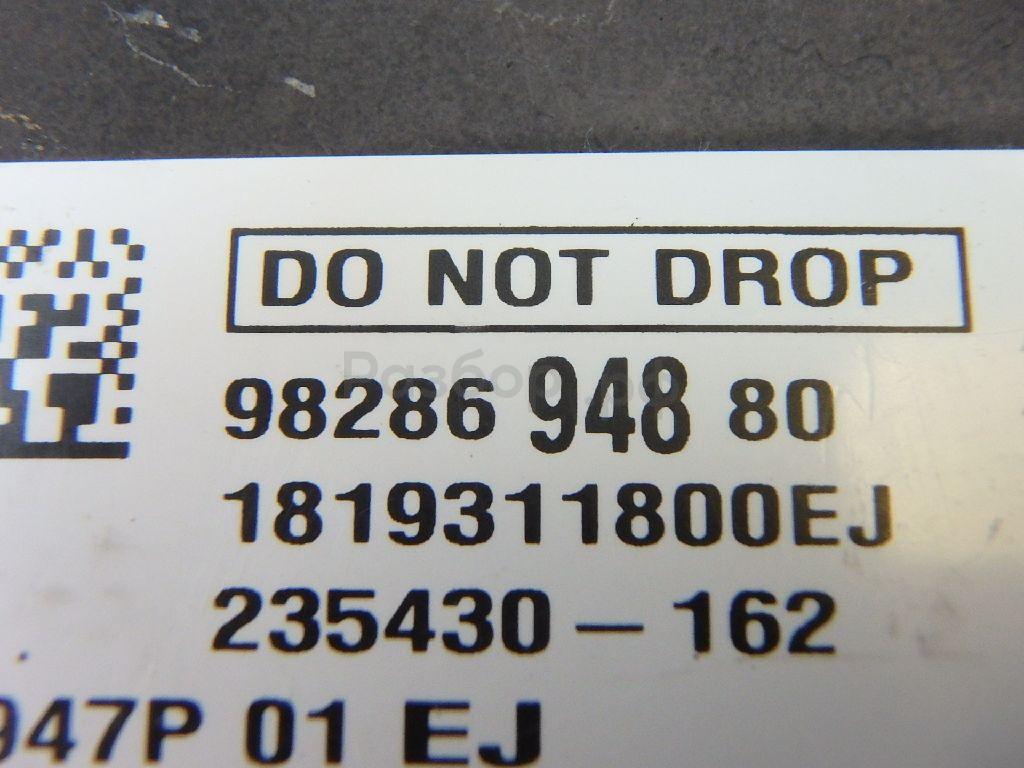 DO NOT DROP
98286 948 80
1819311800EJ
235430-162
947P 01 EJ